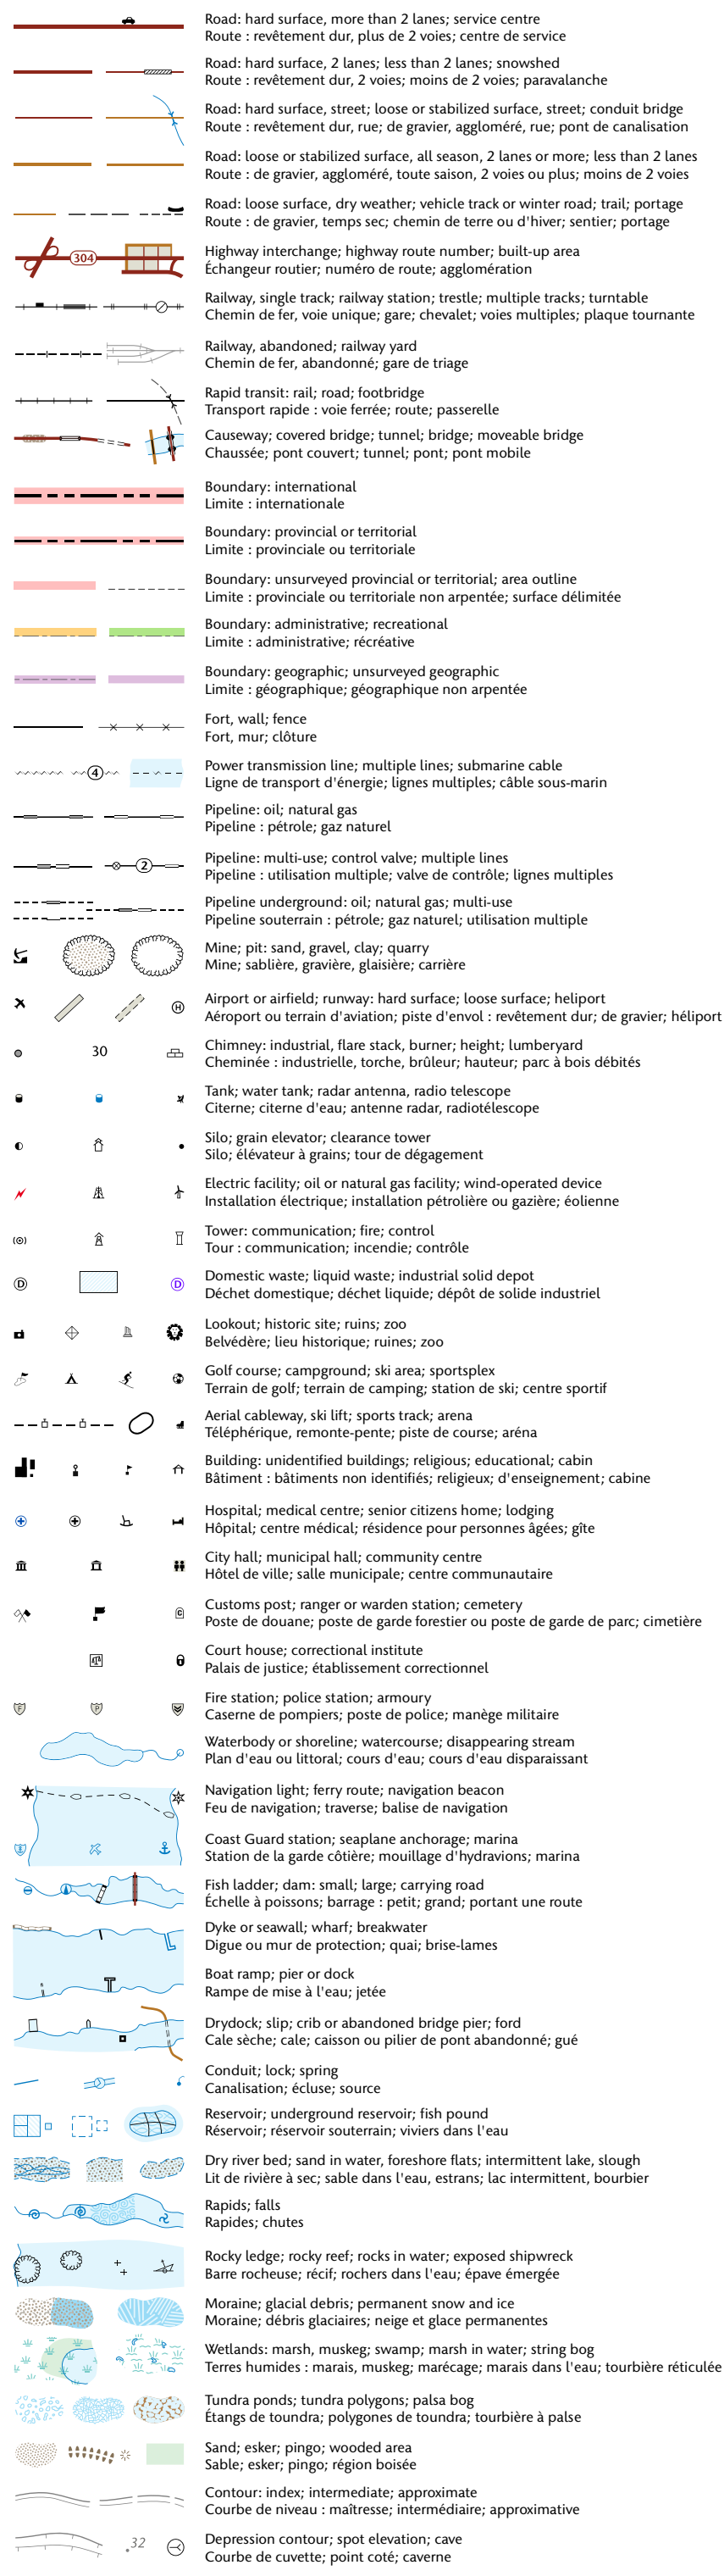 Road: hard surface, more than 2 lanes; service centre
Route : revêtement dur, plus de 2 voies; centre de service
Road: hard surface, 2 lanes; less than 2 lanes; snowshed
Route : revêtement dur, 2 voies; moins de 2 voies; paravalanche
Road: hard surface, street; loose or stabilized surface, street; conduit bridge
Route : revêtement dur, rue; de gravier, aggloméré, rue; pont de canalisation
Road: loose or stabilized surface, all season, 2 lanes or more; less than 2 lanes
Route : de gravier, aggloméré, toute saison, 2 voies ou plus; moins de 2 voies
Road: loose surface, dry weather; vehicle track or winter road; trail; portage
Route : de gravier, temps sec; chemin de terre ou d'hiver; sentier; portage
304
Highway interchange; highway route number; built-up area
Échangeur routier; numéro de route; agglomération
Railway, single track; railway station; trestle; multiple tracks; turntable
Chemin de fer, voie unique; gare; chevalet; voies multiples; plaque tournante
Railway, abandoned; railway yard
Chemin de fer, abandonné; gare de triage
Rapid transit: rail; road; footbridge
Transport rapide : voie ferrée; route; passerelle
Causeway; covered bridge; tunnel; bridge; moveable bridge
Chaussée; pont couvert; tunnel; pont; pont mobile
Boundary: international
Limite : internationale
Boundary: provincial or territorial
Limite : provinciale ou territoriale
Boundary: unsurveyed provincial or territorial; area outline
Limite : provinciale ou territoriale non arpentée; surface délimitée
Boundary: administrative; recreational
Limite : administrative; récréative
Boundary: geographic; unsurveyed geographic
Limite : géographique; géographique non arpentée
Fort, wall; fence
Fort, mur; clôture
4
Power transmission line; multiple lines; submarine cable
Ligne de transport d'énergie; lignes multiples; câble sous-marin
Pipeline: oil; natural gas
Pipeline : pétrole; gaz naturel
2
Pipeline: multi-use; control valve; multiple lines
Pipeline : utilisation multiple; valve de contrôle; lignes multiples
Pipeline underground: oil; natural gas; multi-use
Pipeline souterrain : pétrole; gaz naturel; utilisation multiple
Mine; pit: sand, gravel, clay; quarry
Mine; sablière, gravière, glaisière; carrière
H
Airport or airfield; runway: hard surface; loose surface; heliport
Aéroport ou terrain d'aviation; piste d'envol : revêtement dur; de gravier; héliport
30
Chimney: industrial, flare stack, burner; height; lumberyard
Cheminée : industrielle, torche, brûleur; hauteur; parc à bois débités
Tank; water tank; radar antenna, radio telescope
Citerne; citerne d'eau; antenne radar, radiotélescope
Silo; grain elevator; clearance tower
Silo; élévateur à grains; tour de dégagement
Electric facility; oil or natural gas facility; wind-operated device
Installation électrique; installation pétrolière ou gazière; éolienne
Tower: communication; fire; control
Tour : communication; incendie; contrôle
D D
Domestic waste; liquid waste; industrial solid depot
Déchet domestique; déchet liquide; dépôt de solide industriel
Lookout; historic site; ruins; zoo
Belvédère; lieu historique; ruines; zoo
Golf course; campground; ski area; sportsplex
Terrain de golf; terrain de camping; station de ski; centre sportif
Aerial cableway, ski lift; sports track; arena
Téléphérique, remonte-pente; piste de course; aréna
Building: unidentified buildings; religious; educational; cabin
Bâtiment : bâtiments non identifiés; religieux; d'enseignement; cabine
Hospital; medical centre; senior citizens home; lodging
Hôpital; centre médical; résidence pour personnes âgées; gîte
City hall; municipal hall; community centre
Hôtel de ville; salle municipale; centre communautaire
C
Customs post; ranger or warden station; cemetery
Poste de douane; poste de garde forestier ou poste de garde de parc; cimetière
Court house; correctional institute
Palais de justice; établissement correctionnel
F P
Fire station; police station; armoury
Caserne de pompiers; poste de police; manège militaire
Waterbody or shoreline; watercourse; disappearing stream
Plan d'eau ou littoral; cours d'eau; cours d'eau disparaissant
Navigation light; ferry route; navigation beacon
Feu de navigation; traverse; balise de navigation
Coast Guard station; seaplane anchorage; marina
Station de la garde côtière; mouillage d'hydravions; marina
Fish ladder; dam: small; large; carrying road
Échelle à poissons; barrage : petit; grand; portant une route
Dyke or seawall; wharf; breakwater
Digue ou mur de protection; quai; brise-lames
Boat ramp; pier or dock
Rampe de mise à l'eau; jetée
Drydock; slip; crib or abandoned bridge pier; ford
Cale sèche; cale; caisson ou pilier de pont abandonné; gué
Conduit; lock; spring
Canalisation; écluse; source
Reservoir; underground reservoir; fish pound
Réservoir; réservoir souterrain; viviers dans l'eau
Dry river bed; sand in water, foreshore flats; intermittent lake, slough
Lit de rivière à sec; sable dans l'eau, estrans; lac intermittent, bourbier
Rapids; falls
Rapides; chutes
Rocky ledge; rocky reef; rocks in water; exposed shipwreck
Barre rocheuse; récif; rochers dans l'eau; épave émergée
Moraine; glacial debris; permanent snow and ice
Moraine; débris glaciaires; neige et glace permanentes
Wetlands: marsh, muskeg; swamp; marsh in water; string bog
Terres humides : marais, muskeg; marécage; marais dans l'eau; tourbière réticulée
Tundra ponds; tundra polygons; palsa bog
Étangs de toundra; polygones de toundra; tourbière à palse
Sand; esker; pingo; wooded area
Sable; esker; pingo; région boisée
Contour: index; intermediate; approximate
Courbe de niveau : maîtresse; intermédiaire; approximative
.32
Depression contour; spot elevation; cave
Courbe de cuvette; point coté; caverne